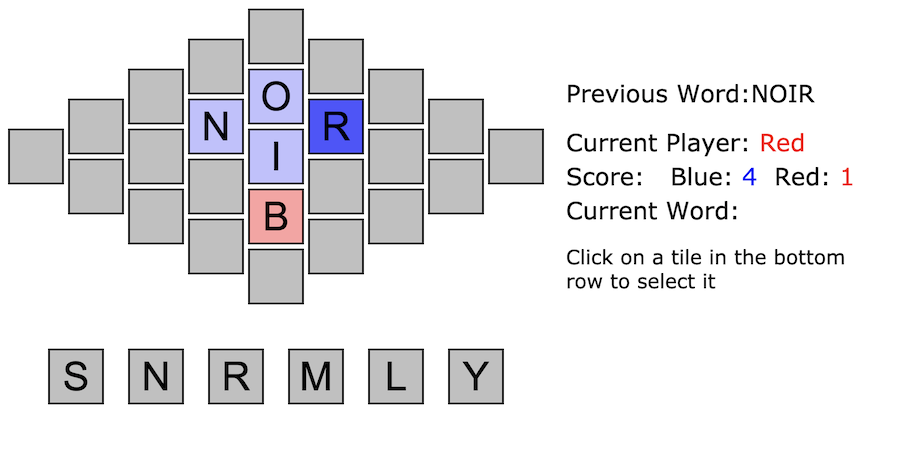 O
N R
I
B
S N R M L Y
Previous Word:NOIR
Current Player: Red
Score: Blue: 4 Red: 1
Current Word:
Click on a tile in the bottom
row to select it